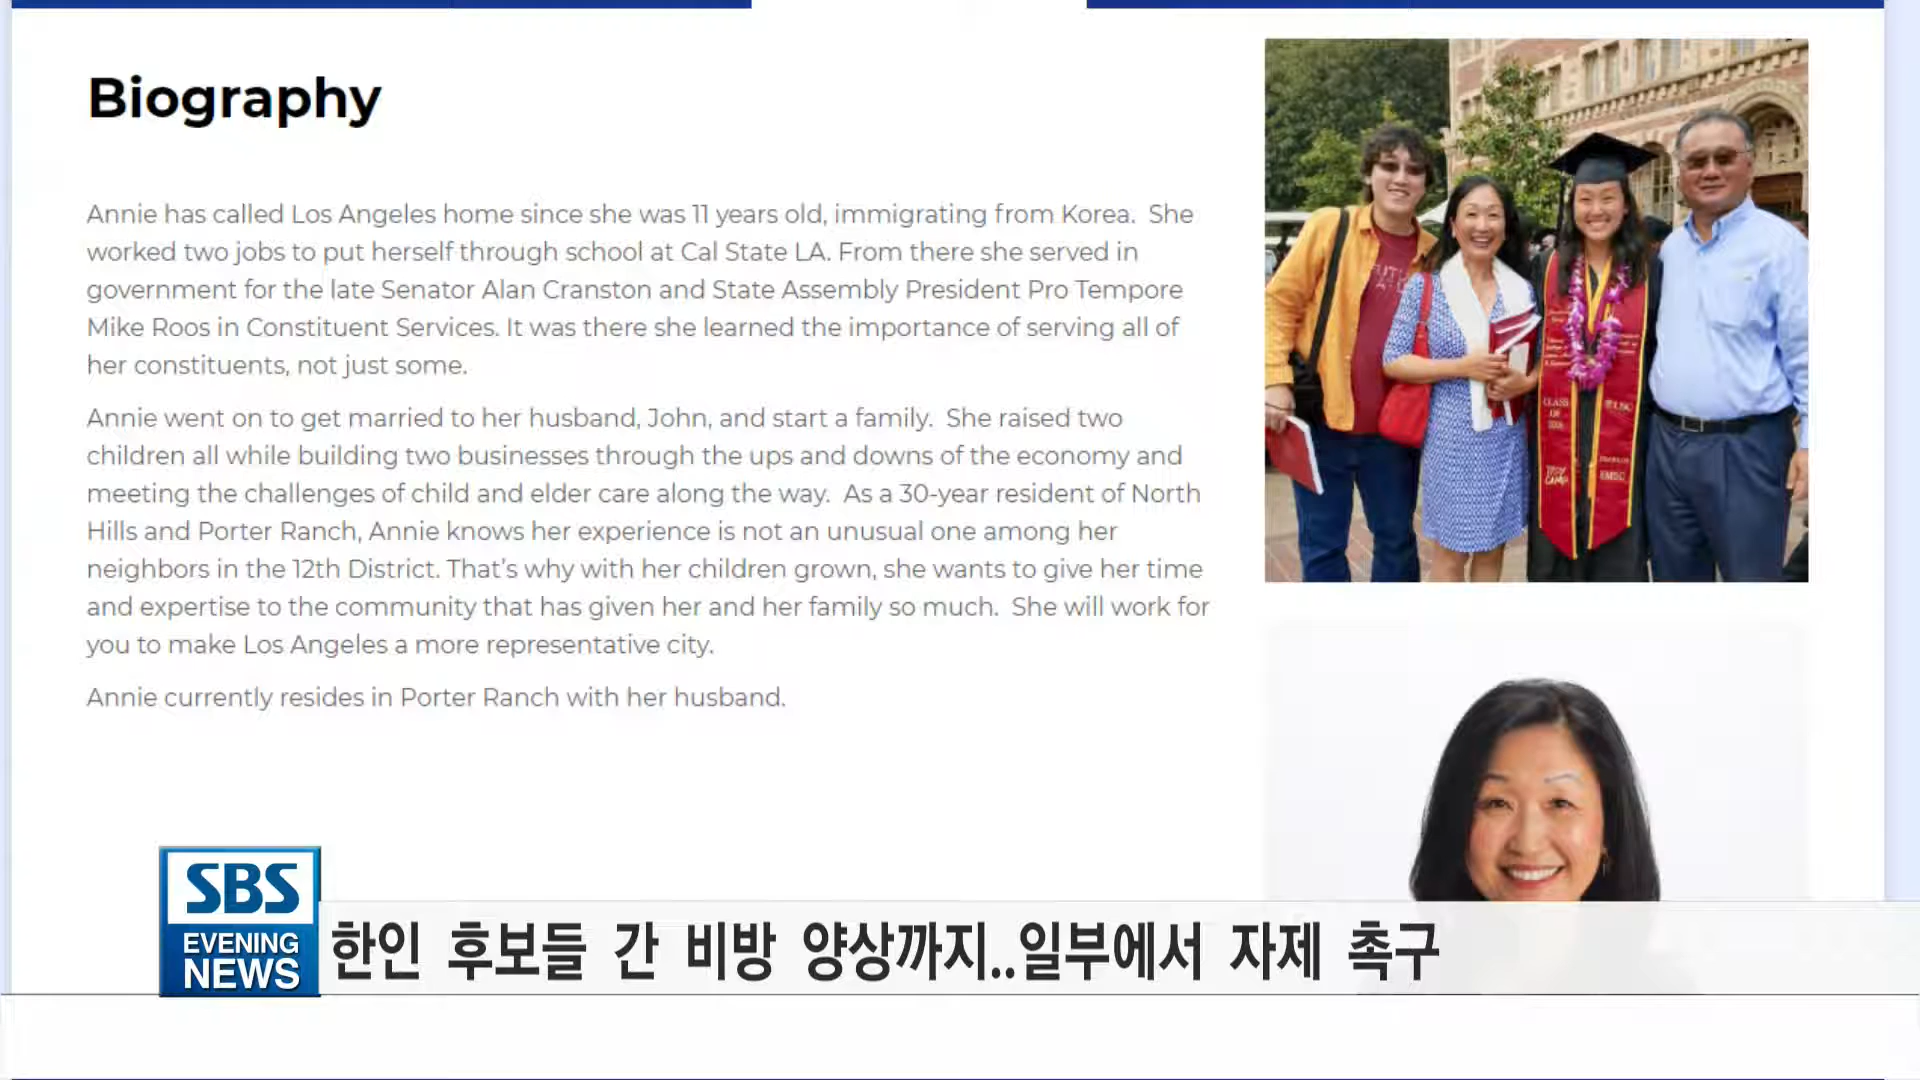 Biography
Annie has called Los Angeles home since she was 11 years old, immigrating from Korea.  She
worked two jobs to put herself through school at Cal State LA. From there she served in
government for the late Senator Alan Cranston and State Assembly President Pro Tempore
Mike Roos in Constituent Services. It was there she learned the importance of serving all of
her constituents, not just some.
Annie went on to get married to her husband, John, and start a family.  She raised two
children all while building two businesses through the ups and downs of the economy and
meeting the challenges of child and elder care along the way.  As a 30-year resident of North
Hills and Porter Ranch, Annie knows her experience is not an unusual one among her
neighbors in the 12th District. That's why with her children grown, she wants to give her time
and expertise to the community that has given her and her family so much.  She will work for
you to make Los Angeles a more representative city.
Annie currently resides in Porter Ranch with her husband.
CLASS
OF
SBS
EVENING
NEWS
한인 후보들 간 비방 양상까지..일부에서 자제 촉구